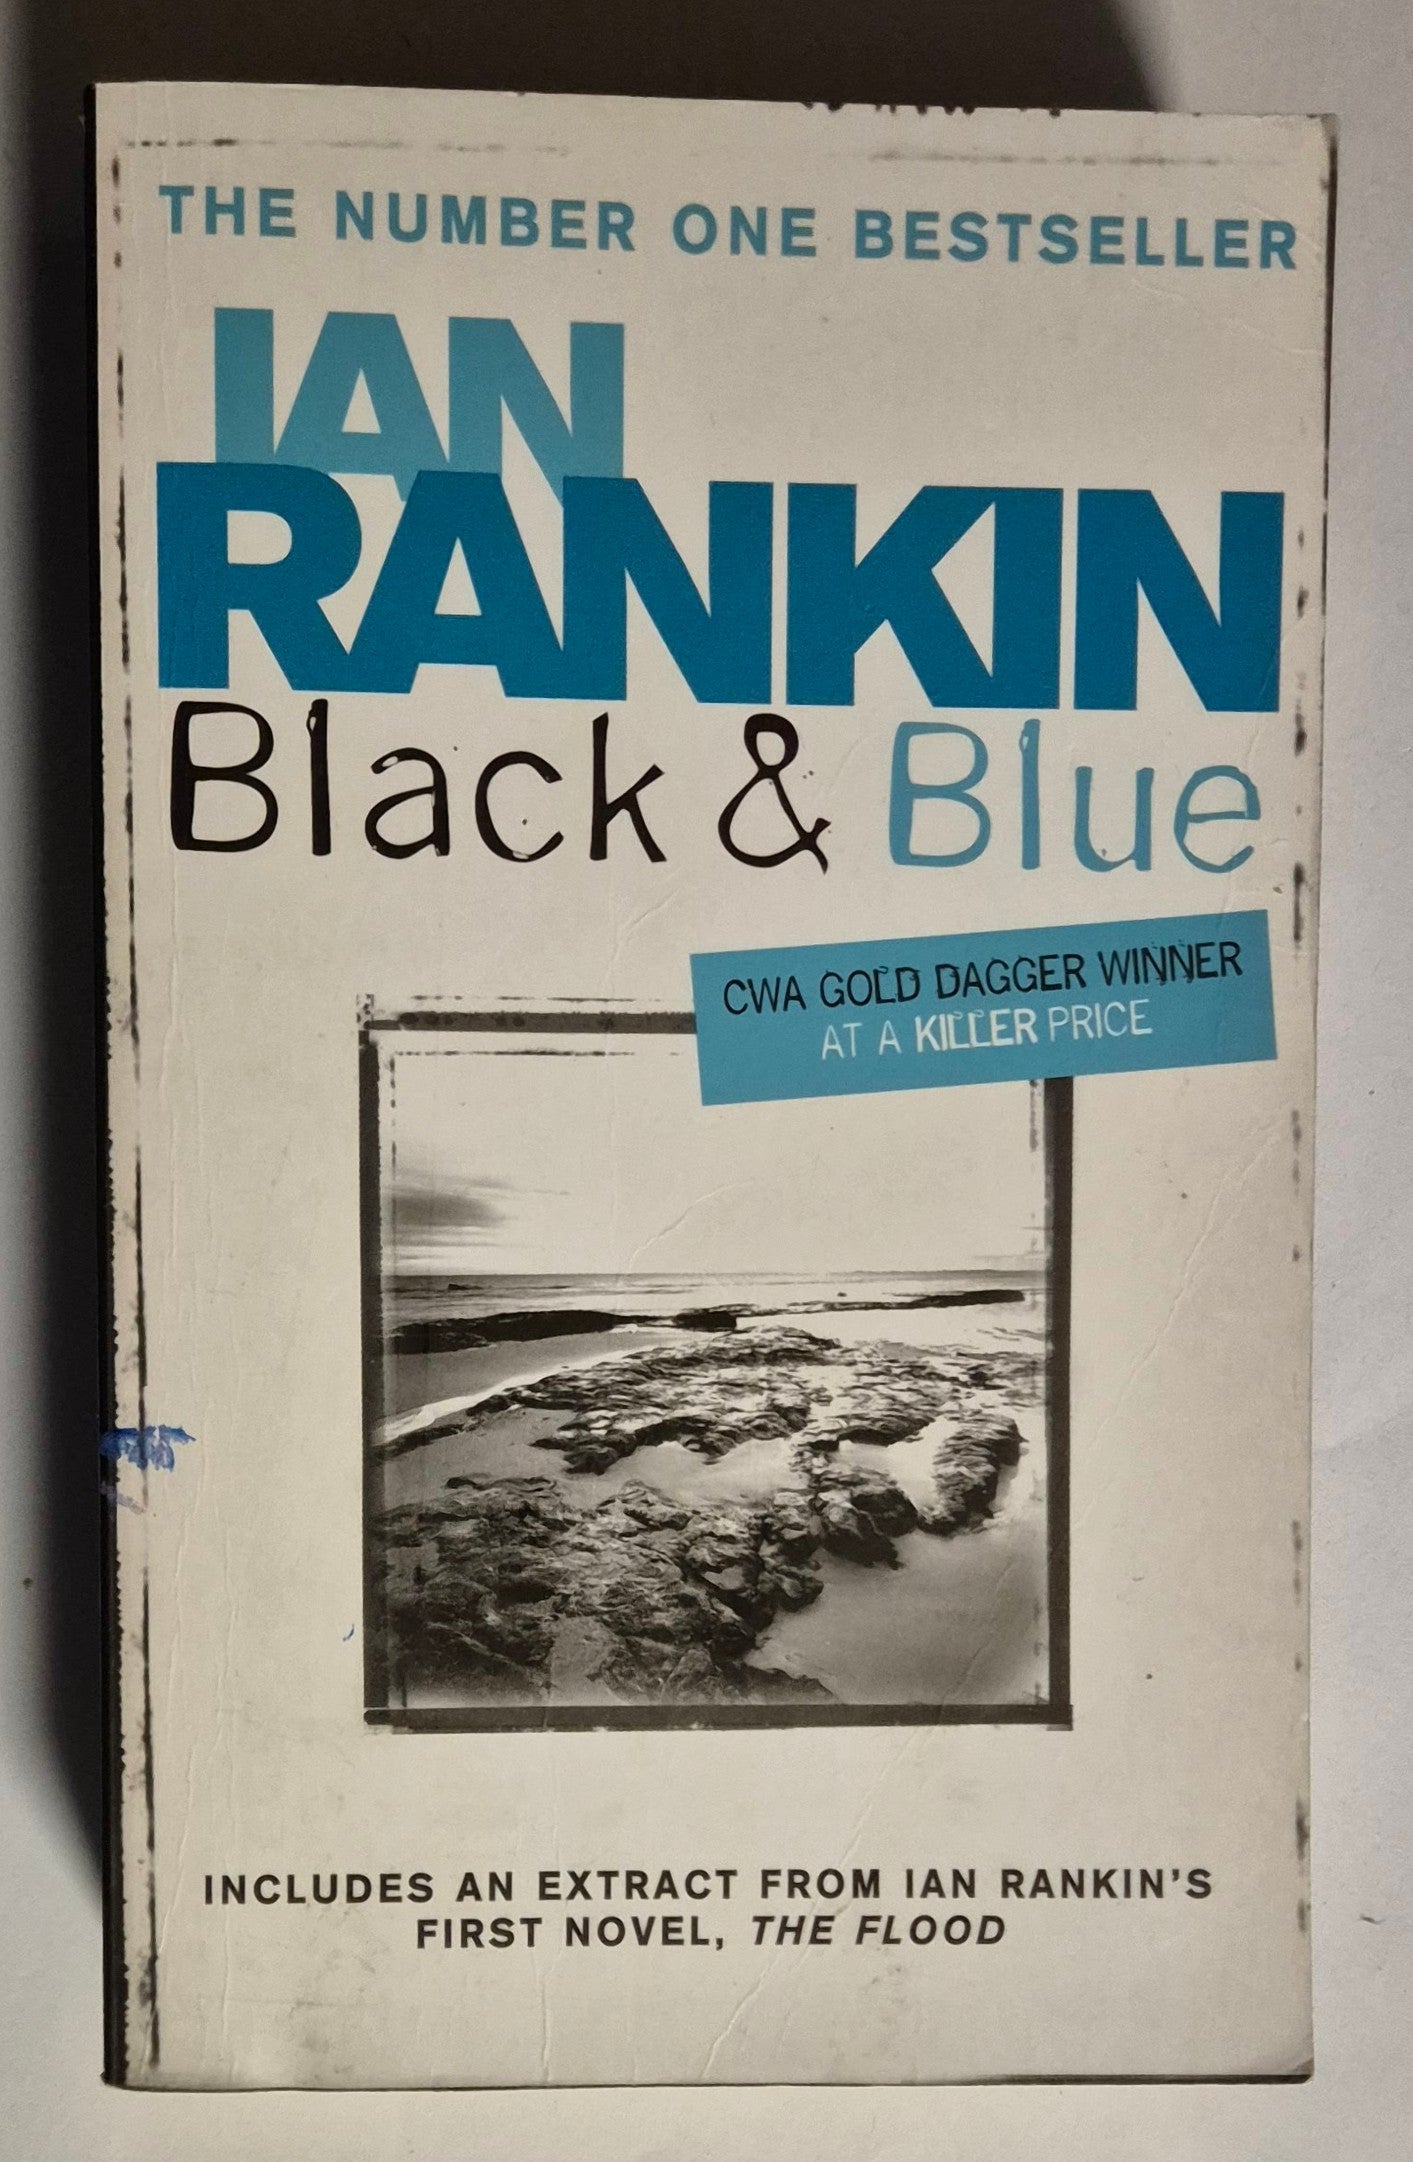 THE NUMBER ONE BESTSELLER
IAN
RANKIN
Black & Blue
CWA GOLD DAGGER WINNER
AT A KILLER PRICE
INCLUDES AN EXTRACT FROM IAN RANKIN'S
FIRST NOVEL, THE FLOOD